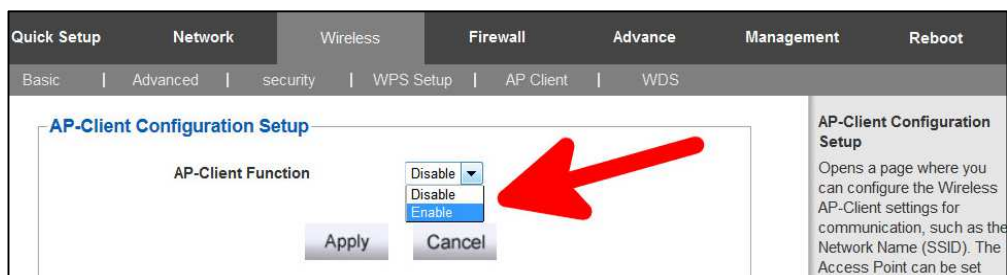 Quick Setup Network Wireless Firewall Advance Management Reboot
Basic | Advanced | security | WPS Setup | AP Client | WDS
AP-Client Configuration Setup
AP-Client Function Disable
Disable
Enable
Apply Cancel
AP-Client Configuration
Setup
Opens a page where you
can configure the Wireless
AP-Client settings for
communication, such as the
Network Name (SSID). The
Access Point can be set